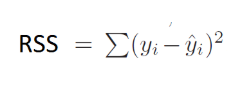 RSS = ∑(yᵢ − ŷᵢ)²